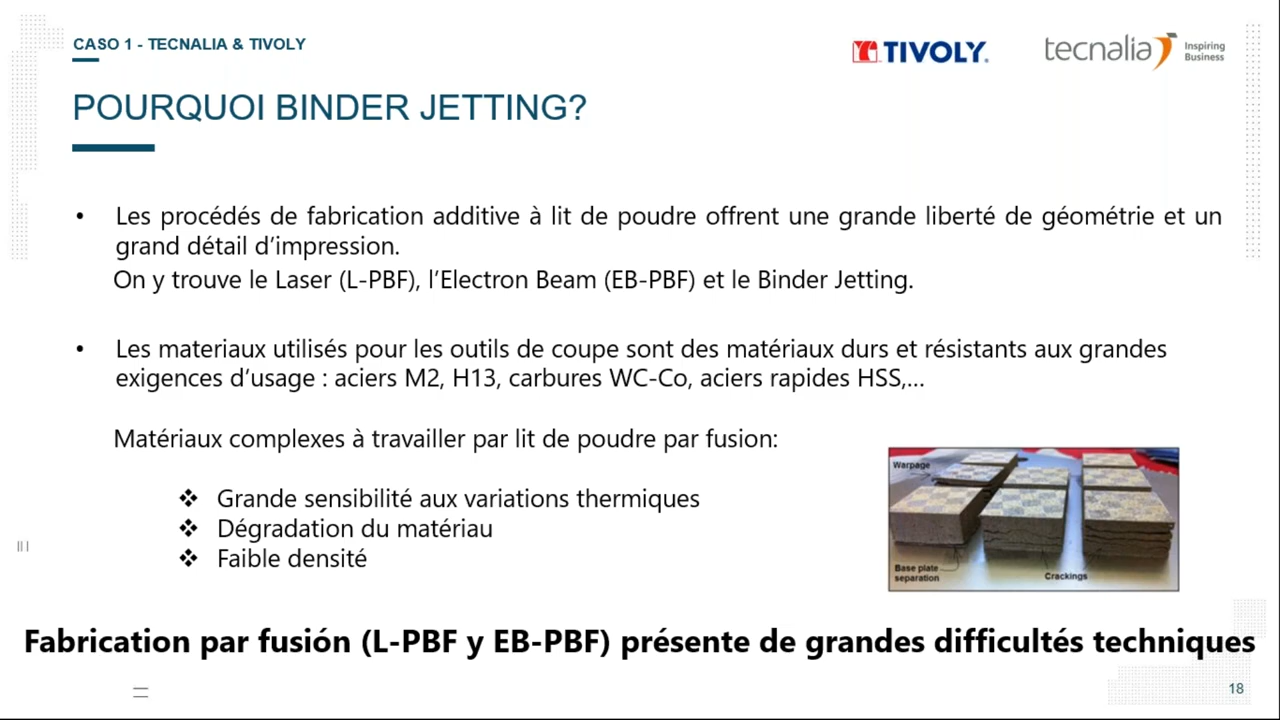 CASO 1 - TECNALIA & TIVOLY
TIVOLY
tecnalia Inspiring Business
POURQUOI BINDER JETTING?
• Les procédés de fabrication additive à lit de poudre offrent une grande liberté de géométrie et un
grand détail d’impression.
On y trouve le Laser (L-PBF), l’Electron Beam (EB-PBF) et le Binder Jetting.
• Les materiaux utilisés pour les outils de coupe sont des matériaux durs et résistants aux grandes
exigences d’usage : aciers M2, H13, carbures WC-Co, aciers rapides HSS,...
Matériaux complexes à travailler par lit de poudre par fusion:
❖ Grande sensibilité aux variations thermiques
❖ Dégradation du matériau
❖ Faible densité
Warpage
Base plate
separation
Crackings
Fabrication par fusión (L-PBF y EB-PBF) présente de grandes difficultés techniques
18